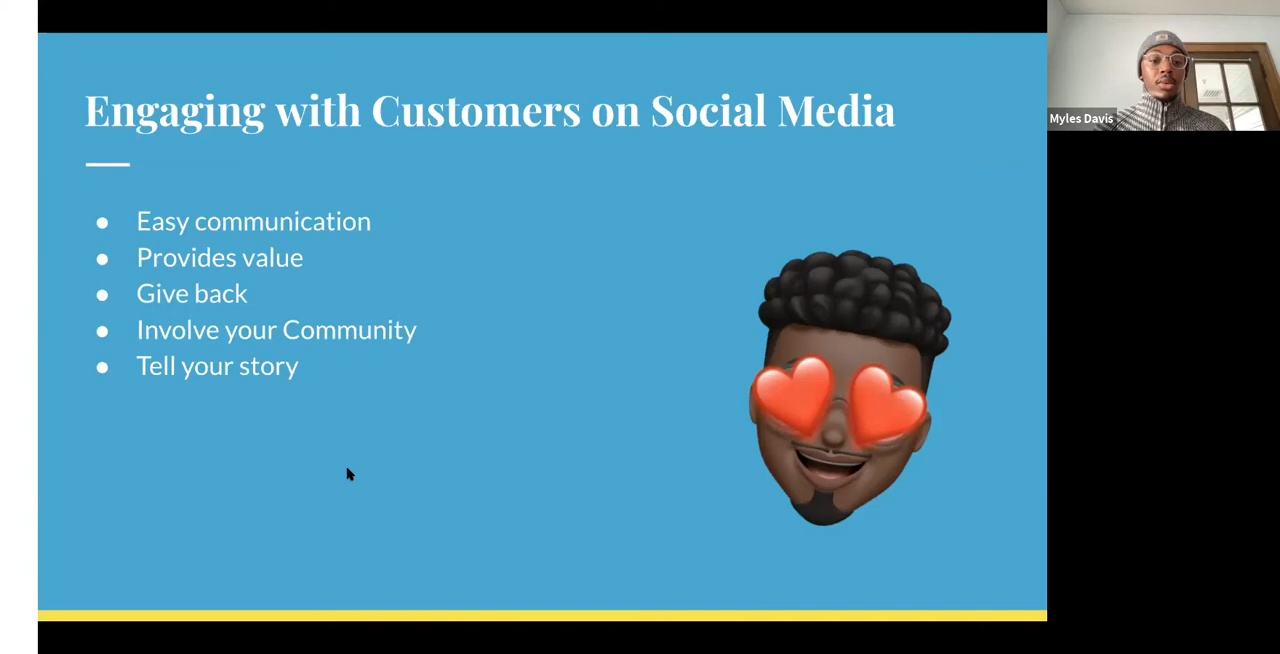 Engaging with Customers on Social Media
Easy communication
Provides value
Give back
Involve your Community
Tell your story
Myles Davis